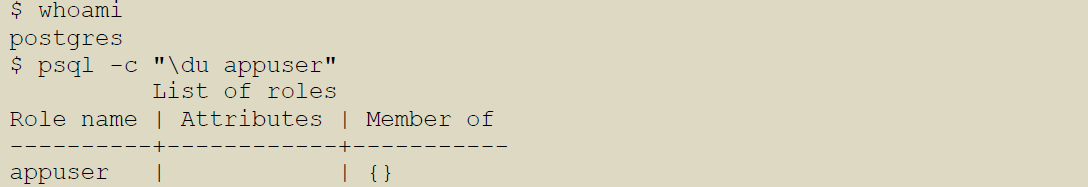 $ whoami
postgres
$ psql -c "\du appuser"
          List of roles
Role name | Attributes | Member of
----------+------------+-----------
appuser   |            | {}